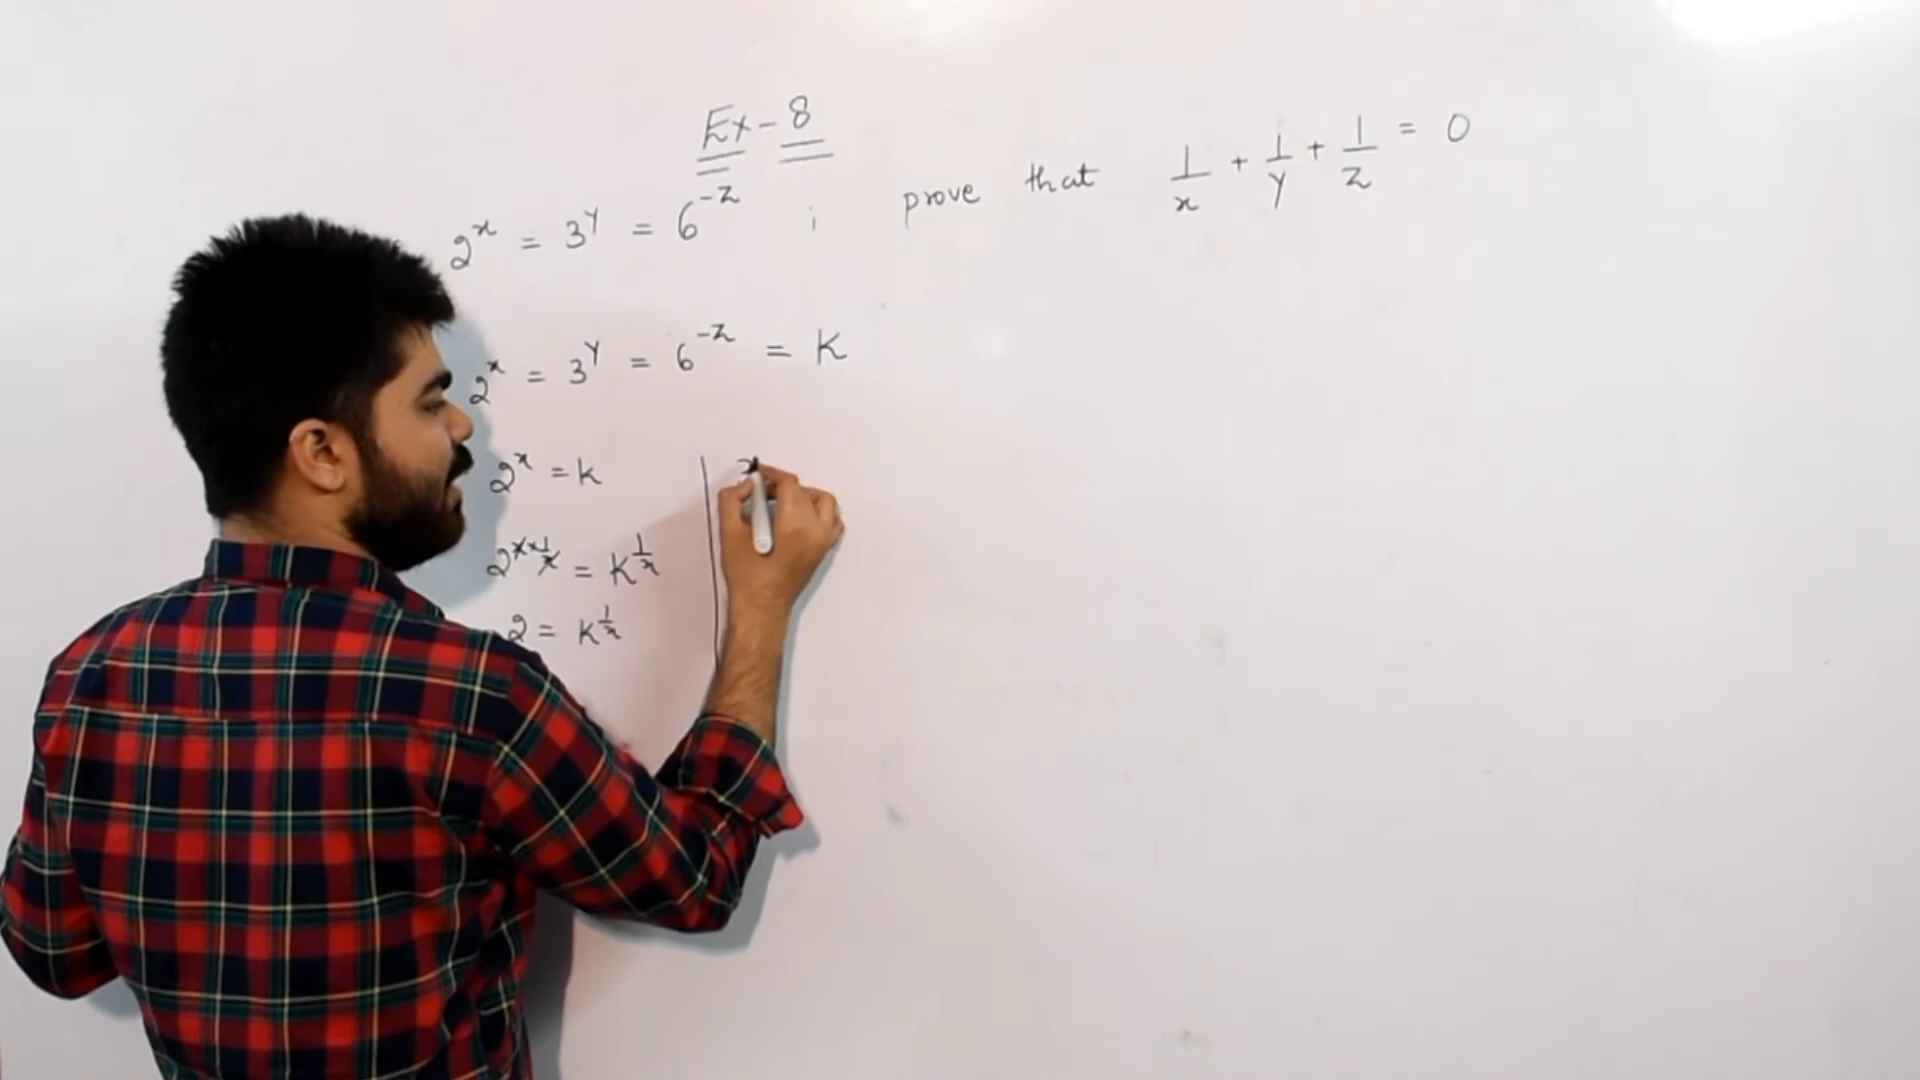 Ex-8
2^x = 3^y = 6^-z ; prove that 1/x + 1/y + 1/z = 0
2^x = 3^y = 6^-z = K
2^x = k
2^x×1/x = K^1/x
2 = K^1/x